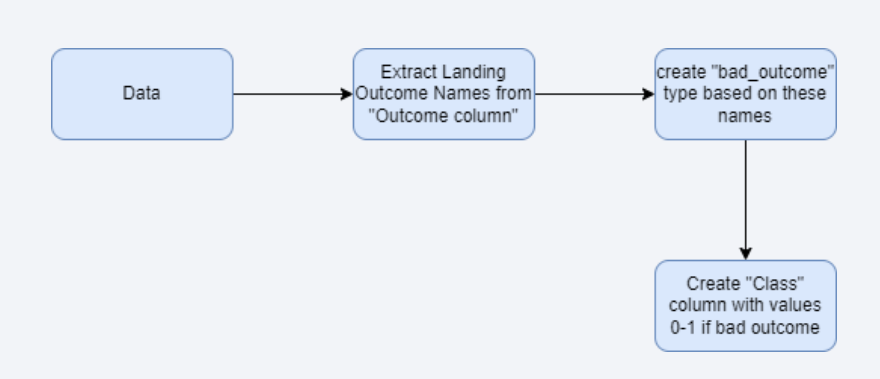 Data
Extract Landing
Outcome Names from
"Outcome column"
create "bad_outcome"
type based on these
names
Create "Class"
column with values
0-1 if bad outcome